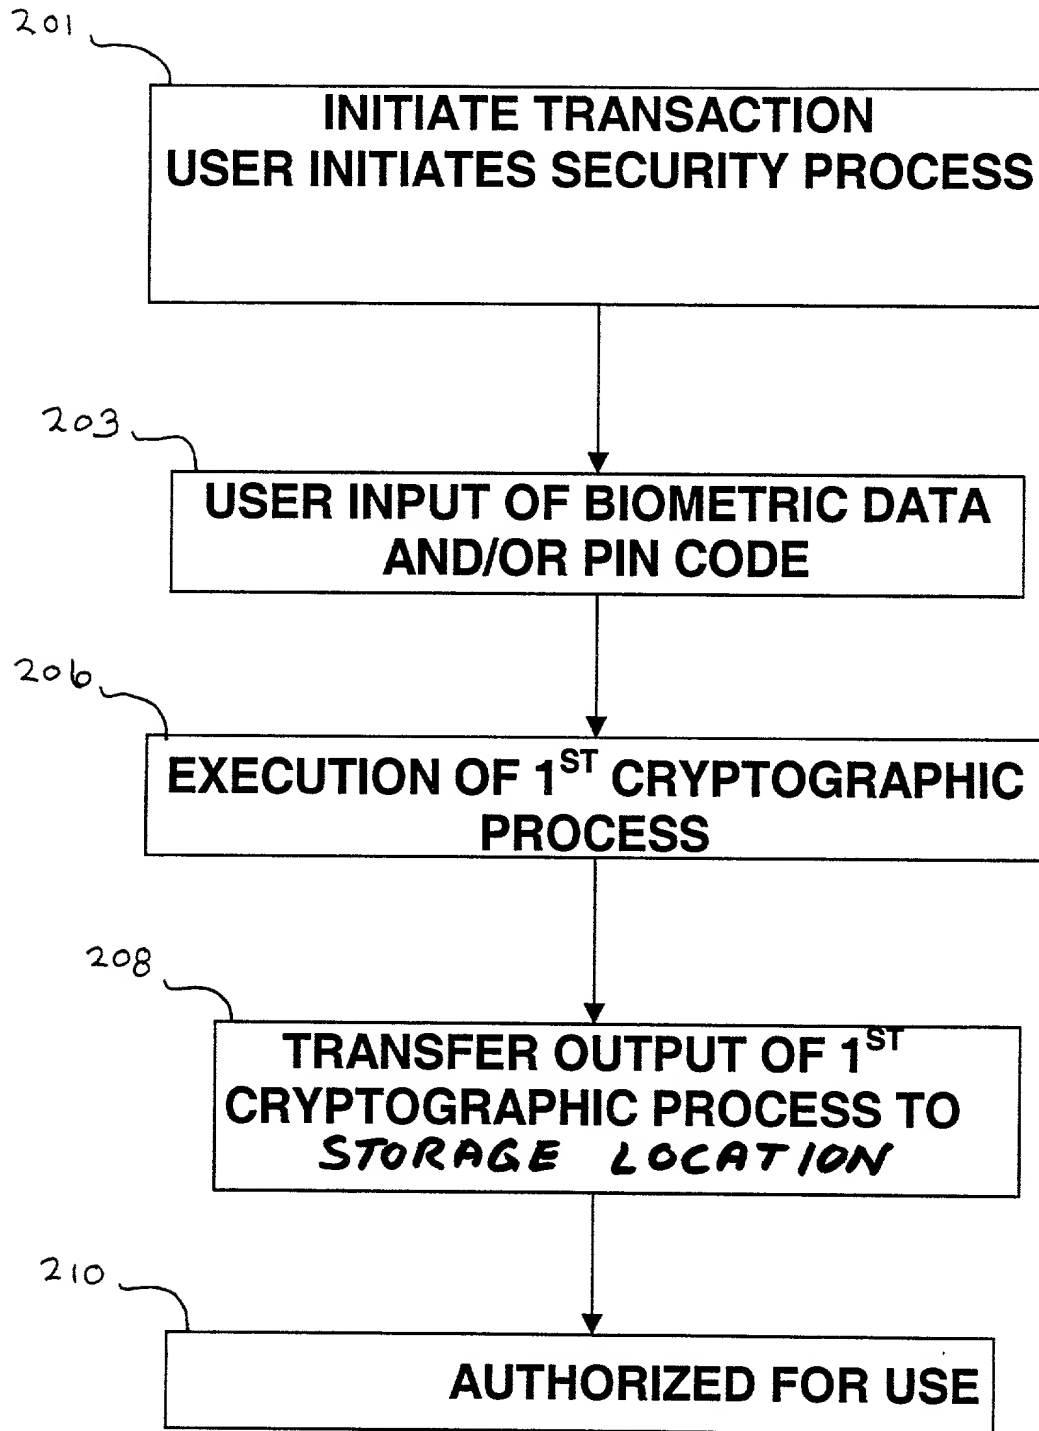 201
INITIATE TRANSACTION
USER INITIATES SECURITY PROCESS
203
USER INPUT OF BIOMETRIC DATA
AND/OR PIN CODE
206
EXECUTION OF 1ST CRYPTOGRAPHIC
PROCESS
208
TRANSFER OUTPUT OF 1ST
CRYPTOGRAPHIC PROCESS TO
STORAGE LOCATION
210
AUTHORIZED FOR USE